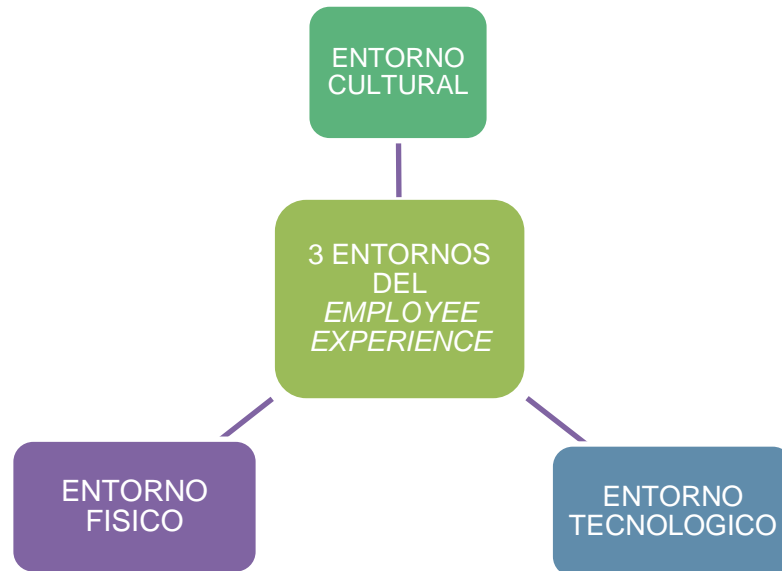 ENTORNO
CULTURAL
3 ENTORNOS
DEL
EMPLOYEE
EXPERIENCE
ENTORNO
FISICO
ENTORNO
TECNOLOGICO